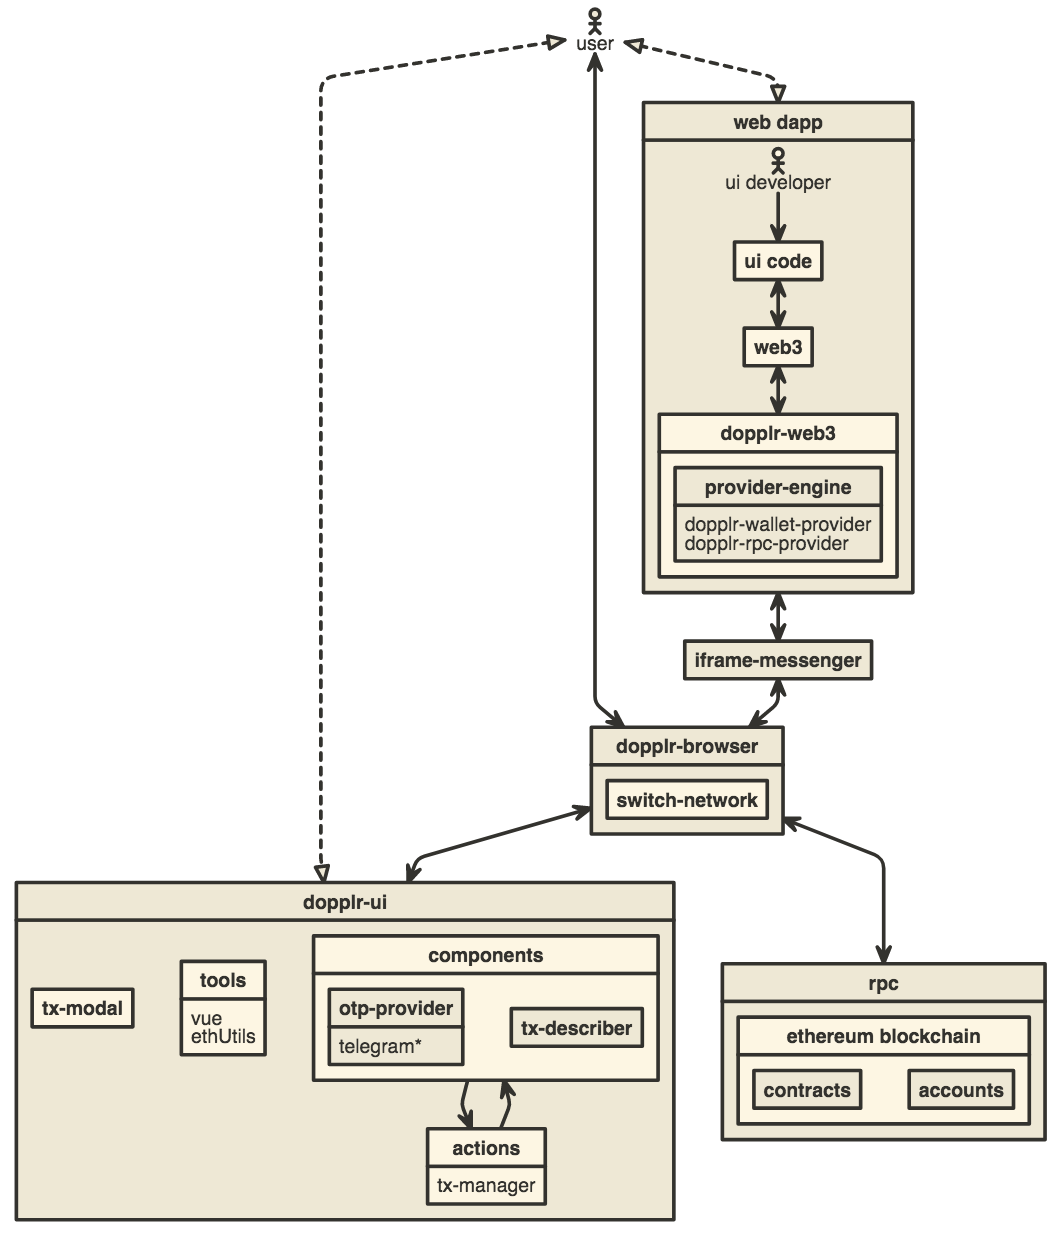 user
web dapp
ui developer
ui code
web3
dopplr-web3
provider-engine
dopplr-wallet-provider
dopplr-rpc-provider
iframe-messenger
dopplr-browser
switch-network
dopplr-ui
tx-modal
tools
vue
ethUtils
components
otp-provider
telegram*
tx-describer
actions
tx-manager
rpc
ethereum blockchain
contracts
accounts